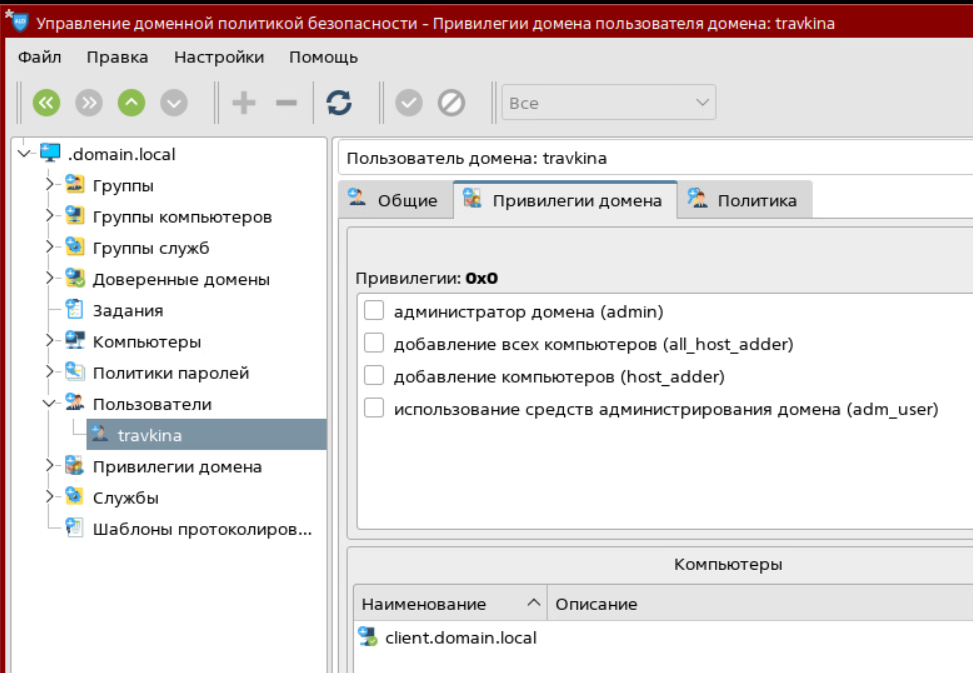 Управление доменной политикой безопасности - Привилегии домена пользователя домена: travkina
Файл Правка Настройки Помощь
Все
.domain.local
Группы
Группы компьютеров
Группы служб
Доверенные домены
Задания
Компьютеры
Политики паролей
Пользователи
travkina
Привилегии домена
Службы
Шаблоны протоколиров...
Пользователь домена: travkina
Общие Привилегии домена Политика
Привилегии: 0x0
администратор домена (admin)
добавление всех компьютеров (all_host_adder)
добавление компьютеров (host_adder)
использование средств администрирования домена (adm_user)
Компьютеры
Наименование Описание
client.domain.local